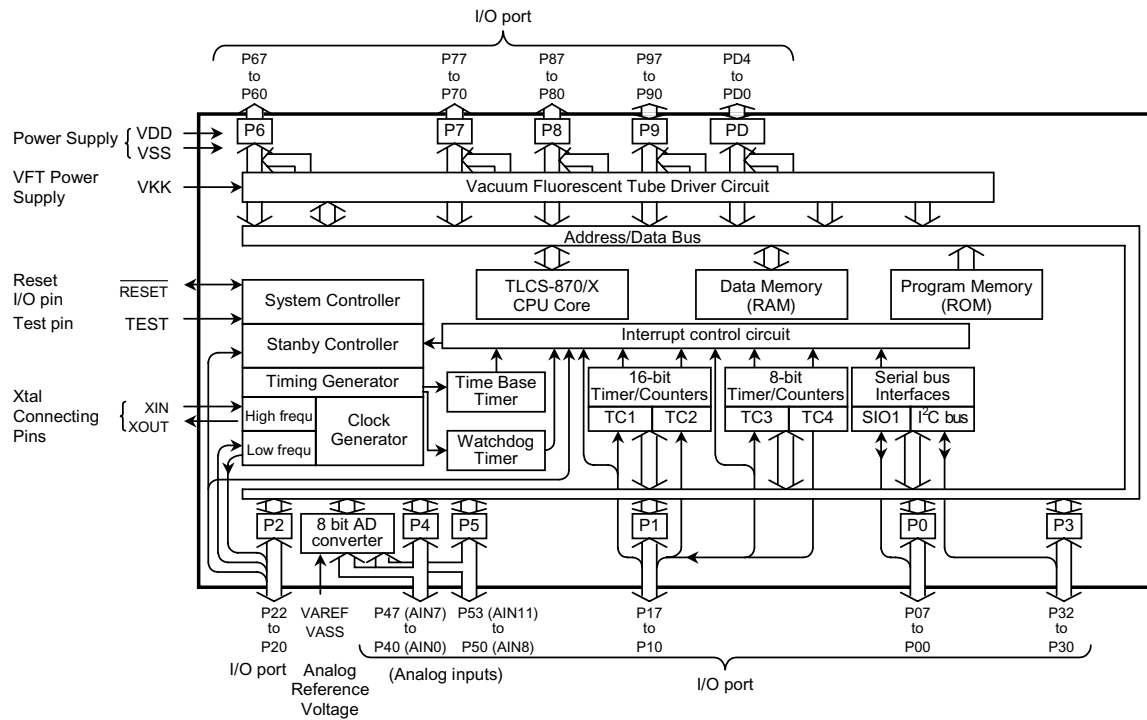 I/O port
P67 to P60
P77 to P70
P87 to P80
P97 to P90
PD4 to PD0
Power Supply
VDD
VSS
P6
P7
P8
P9
PD
VFT Power Supply
VKK
Vacuum Fluorescent Tube Driver Circuit
Address/Data Bus
Reset I/O pin
RESET
Test pin
TEST
System Controller
Stanby Controller
Timing Generator
High frequ
Low frequ
Clock Generator
Xtal Connecting Pins
XIN
XOUT
TLCS-870/X CPU Core
Data Memory (RAM)
Program Memory (ROM)
Interrupt control circuit
Time Base Timer
Watchdog Timer
16-bit Timer/Counters
TC1
TC2
8-bit Timer/Counters
TC3
TC4
Serial bus Interfaces
SIO1
I²C bus
P2
8 bit AD converter
P4
P5
P1
P0
P3
P22 to P20
VAREF
VASS
P47 (AIN7) to P40 (AIN0)
P53 (AIN11) to P50 (AIN8)
P17 to P10
P07 to P00
P32 to P30
I/O port
Analog Reference Voltage
(Analog inputs)
I/O port